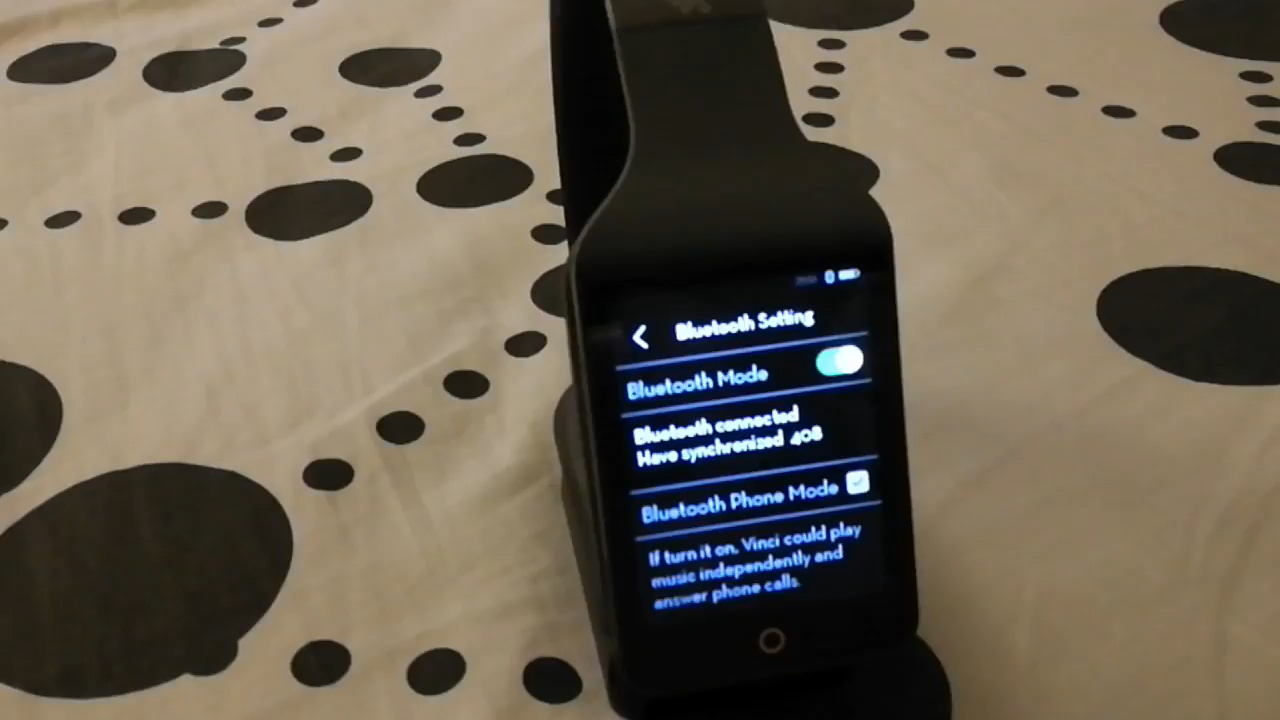 Bluetooth Setting
Bluetooth Mode
Bluetooth connected
Have synchronized 408
Bluetooth Phone Mode
If turn it on, Vinci could play
music independently and
answer phone calls.